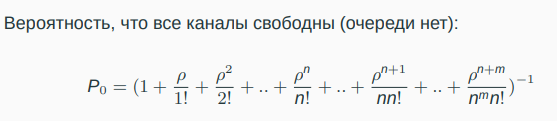 Вероятность, что все каналы свободны (очереди нет):
P₀ = (1 + ρ/1! + ρ²/2! + .. + ρⁿ/n! + .. + ρⁿ⁺¹/nn! + .. + ρⁿ⁺ᵐ/nᵐn!)⁻¹